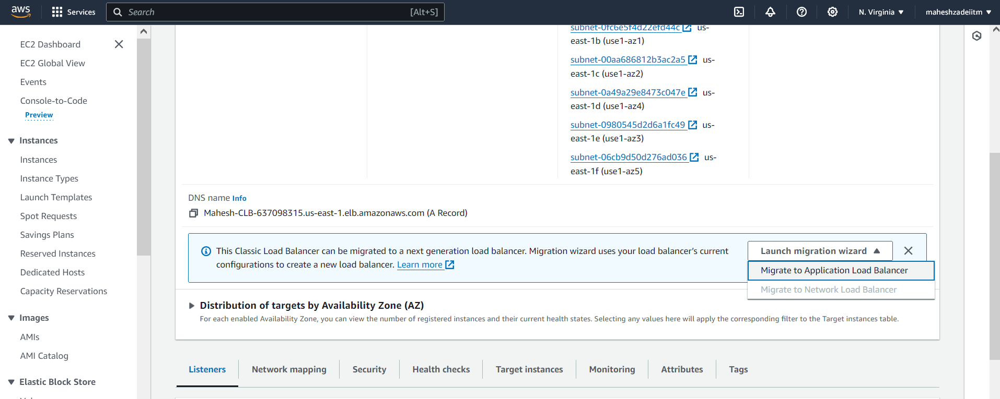 aws
Services
Search
[Alt+S]
N. Virginia
maheshzadeiitm
EC2 Dashboard
EC2 Global View
Events
Console-to-Code
Preview
Instances
Instances
Instance Types
Launch Templates
Spot Requests
Savings Plans
Reserved Instances
Dedicated Hosts
Capacity Reservations
Images
AMIs
AMI Catalog
Elastic Block Store
subnet-0fc6e5f4d22efd44c us-
east-1b (use1-az1)
subnet-00aa686812b3ac2a5 us-
east-1c (use1-az2)
subnet-0a49a29e8473c047e us-
east-1d (use1-az4)
subnet-0980545d2d6a1fc49 us-
east-1e (use1-az3)
subnet-06cb9d50d276ad036 us-
east-1f (use1-az5)
DNS name Info
Mahesh-CLB-637098315.us-east-1.elb.amazonaws.com (A Record)
This Classic Load Balancer can be migrated to a next generation load balancer. Migration wizard uses your load balancer's current
configurations to create a new load balancer. Learn more
Launch migration wizard
Migrate to Application Load Balancer
Migrate to Network Load Balancer
Distribution of targets by Availability Zone (AZ)
For each enabled Availability Zone, you can view the number of registered instances and their current health states. Selecting any values here will apply the corresponding filter to the Target instances table.
Listeners
Network mapping
Security
Health checks
Target instances
Monitoring
Attributes
Tags